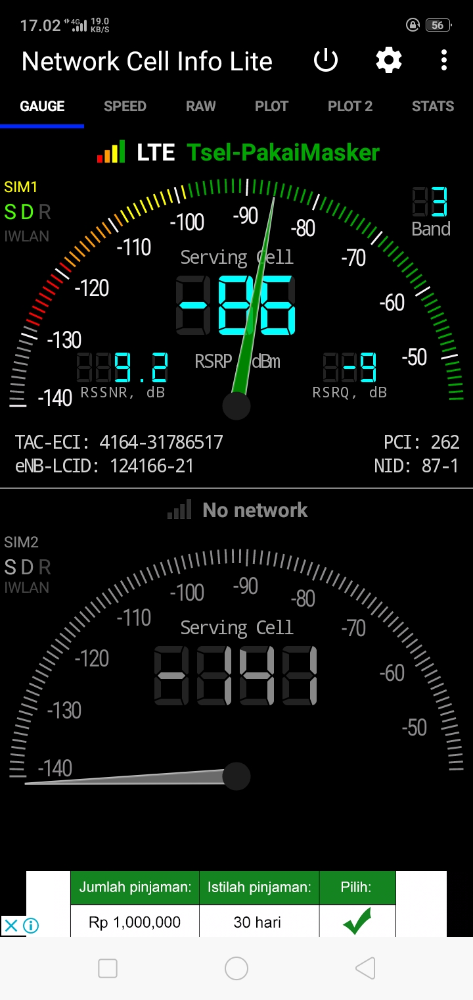 17.02 4G 19.0 KB/S 56
Network Cell Info Lite
GAUGE SPEED RAW PLOT PLOT 2 STATS
LTE Tsel-PakaiMasker
SIM1
S D R
IWLAN
3
Band
-140 -130 -120 -110 -100 -90 -80 -70 -60 -50
Serving Cell
-86
RSRP dBm
9.2
RSSNR, dB
-9
RSRQ, dB
TAC-ECI: 4164-31786517 PCI: 262
eNB-LCID: 124166-21 NID: 87-1
No network
SIM2
S D R
IWLAN
-140 -130 -120 -110 -100 -90 -80 -70 -60 -50
Serving Cell
-141
Jumlah pinjaman: Istilah pinjaman: Pilih:
Rp 1,000,000 30 hari